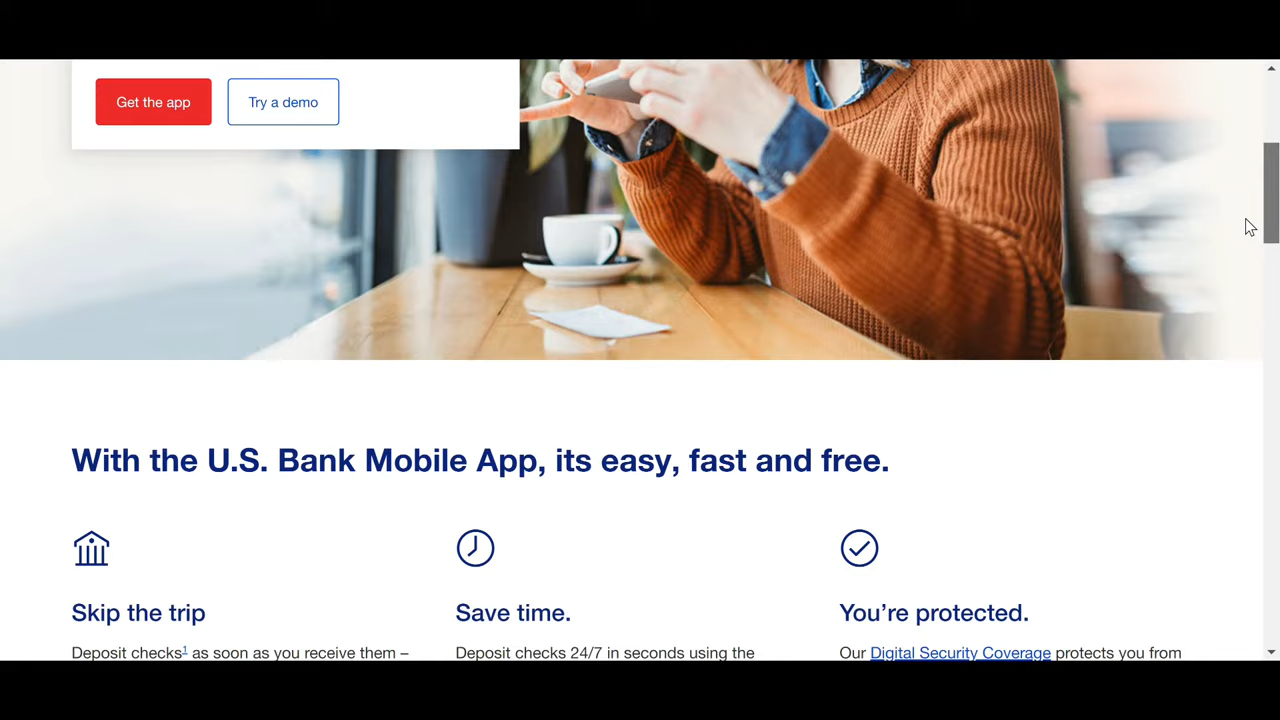 Get the app
Try a demo
With the U.S. Bank Mobile App, its easy, fast and free.
Skip the trip
Save time.
You're protected.
Deposit checks1 as soon as you receive them –
Deposit checks 24/7 in seconds using the
Our Digital Security Coverage protects you from